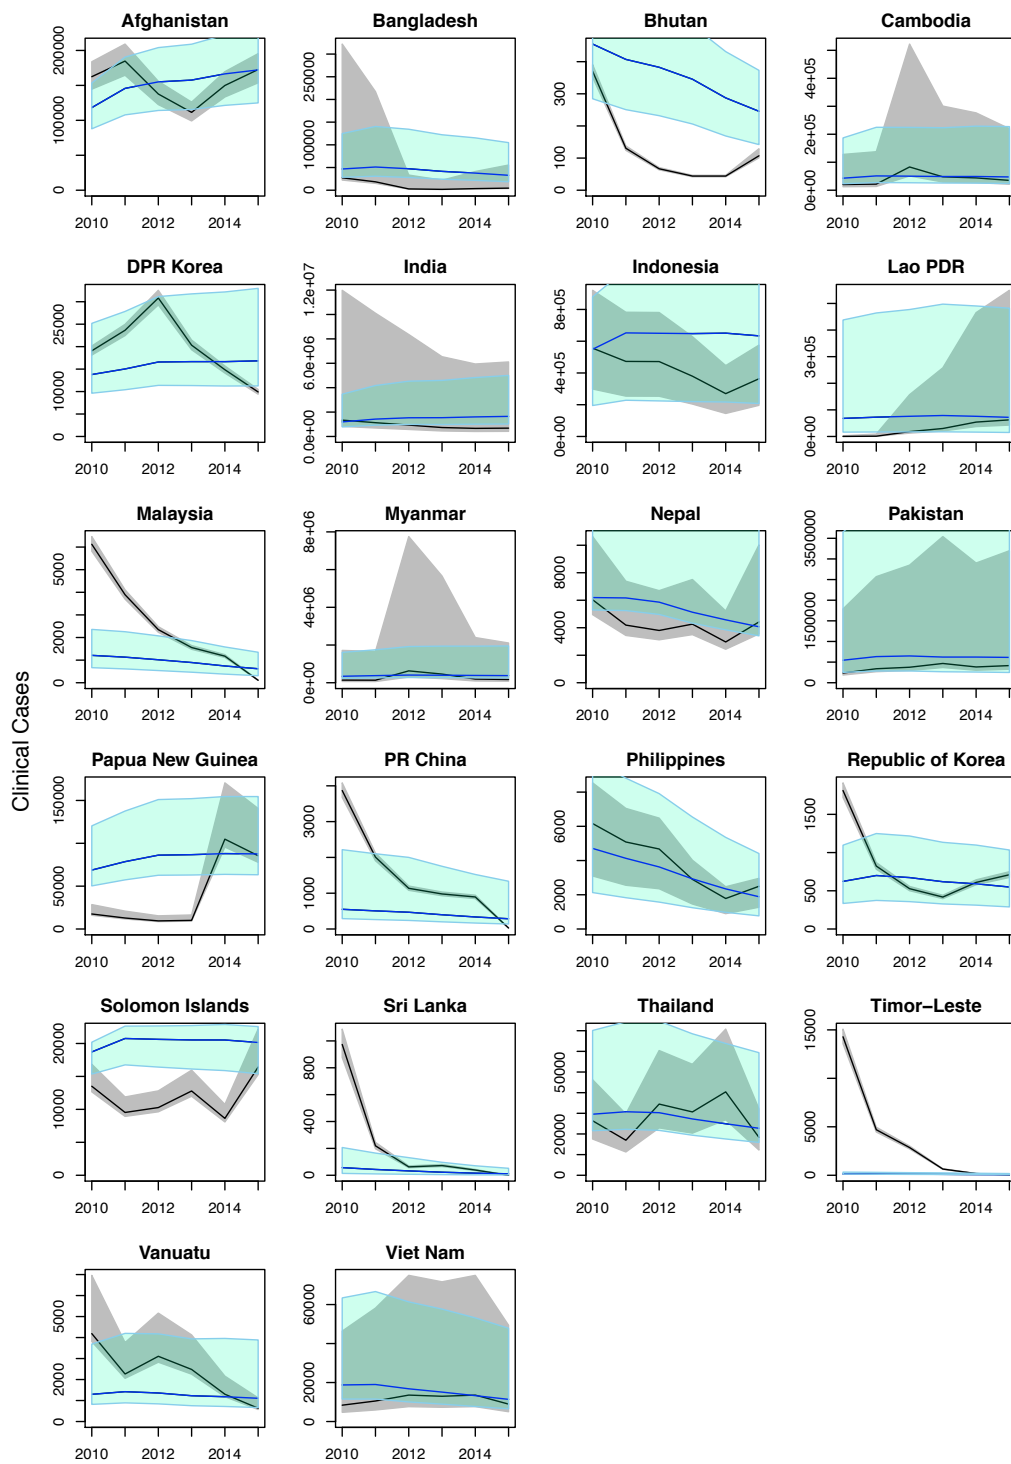 Clinical Cases
Afghanistan Bangladesh Bhutan Cambodia
200000
100000
0
250000
100000
0
300
100
0
4e+05
2e+05
0e+00
2010 2012 2014 2010 2012 2014 2010 2012 2014 2010 2012 2014
DPR Korea India Indonesia Lao PDR
25000
10000
0
1.2e+07
6.0e+06
0.0e+00
8e+05
4e+05
0e+00
3e+05
0e+00
2010 2012 2014 2010 2012 2014 2010 2012 2014 2010 2012 2014
Malaysia Myanmar Nepal Pakistan
5000
2000
0
8e+06
4e+06
0e+00
8000
4000
0
3500000
1500000
0
2010 2012 2014 2010 2012 2014 2010 2012 2014 2010 2012 2014
Papua New Guinea PR China Philippines Republic of Korea
150000
50000
0
3000
1000
0
6000
2000
0
1500
500
0
2010 2012 2014 2010 2012 2014 2010 2012 2014 2010 2012 2014
Solomon Islands Sri Lanka Thailand Timor−Leste
20000
10000
0
800
400
0
50000
20000
0
15000
5000
0
2010 2012 2014 2010 2012 2014 2010 2012 2014 2010 2012 2014
Vanuatu Viet Nam
5000
2000
0
60000
20000
0
2010 2012 2014 2010 2012 2014